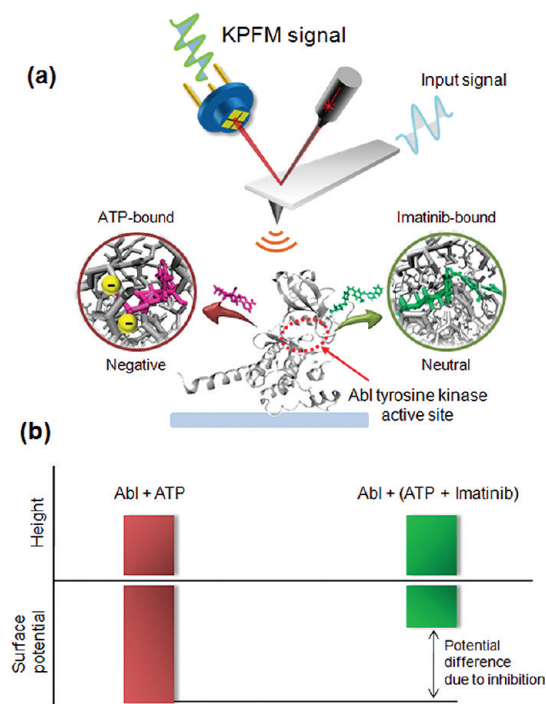 KPFM signal
(a)
Input signal
ATP-bound
Imatinib-bound
Negative
Neutral
Abl tyrosine kinase
active site
(b)
Abl + ATP
Abl + (ATP + Imatinib)
Height
Surface
potential
Potential
difference
due to inhibition